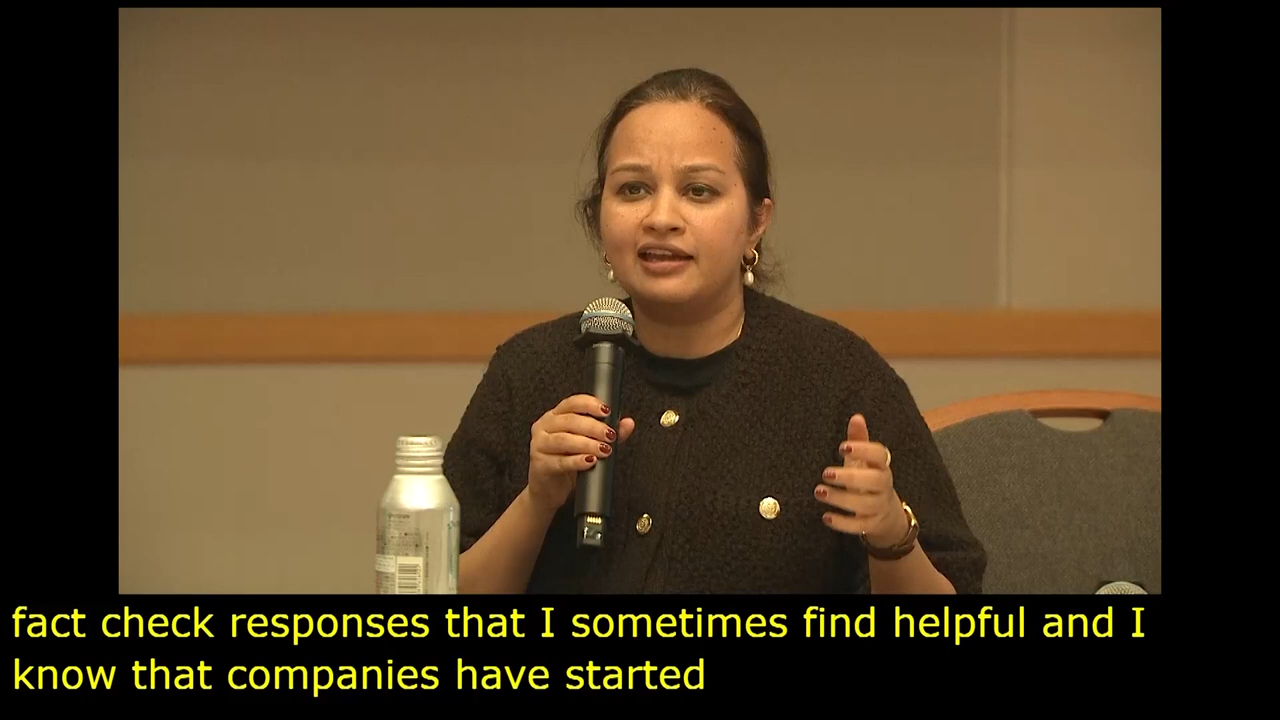 fact check responses that I sometimes find helpful and I
know that companies have started